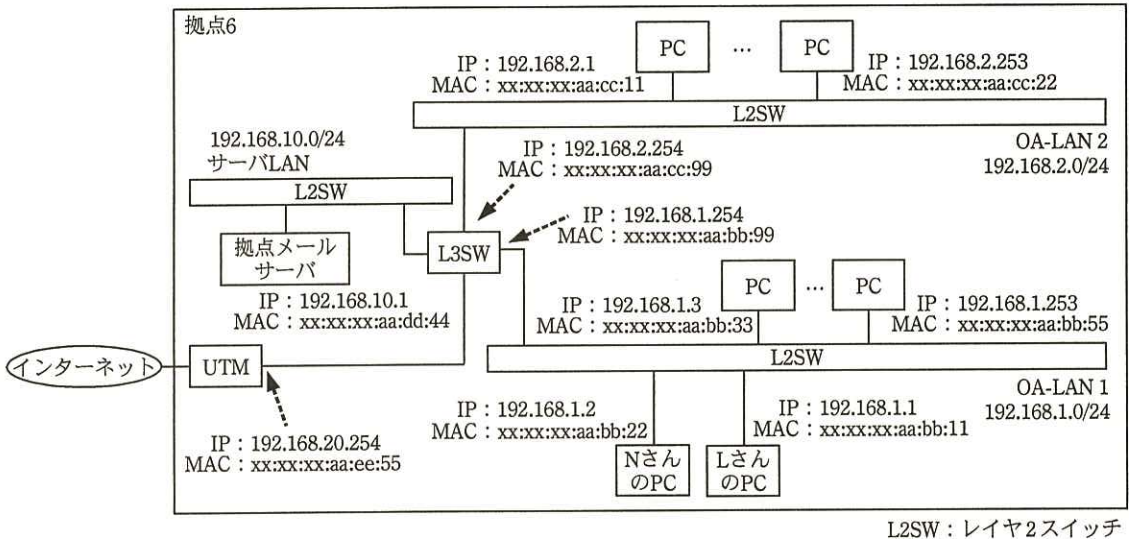 拠点6
PC
…
PC
IP：192.168.2.1
MAC：xx:xx:xx:aa:cc:11
IP：192.168.2.253
MAC：xx:xx:xx:aa:cc:22
L2SW
OA-LAN 2
192.168.2.0/24
192.168.10.0/24
サーバLAN
L2SW
IP：192.168.2.254
MAC：xx:xx:xx:aa:cc:99
IP：192.168.1.254
MAC：xx:xx:xx:aa:bb:99
拠点メール
サーバ
L3SW
IP：192.168.10.1
MAC：xx:xx:xx:aa:dd:44
PC
…
PC
IP：192.168.1.3
MAC：xx:xx:xx:aa:bb:33
IP：192.168.1.253
MAC：xx:xx:xx:aa:bb:55
L2SW
OA-LAN 1
192.168.1.0/24
インターネット
UTM
IP：192.168.20.254
MAC：xx:xx:xx:aa:ee:55
IP：192.168.1.2
MAC：xx:xx:xx:aa:bb:22
IP：192.168.1.1
MAC：xx:xx:xx:aa:bb:11
Nさん
のPC
Lさん
のPC
L2SW：レイヤ2スイッチ